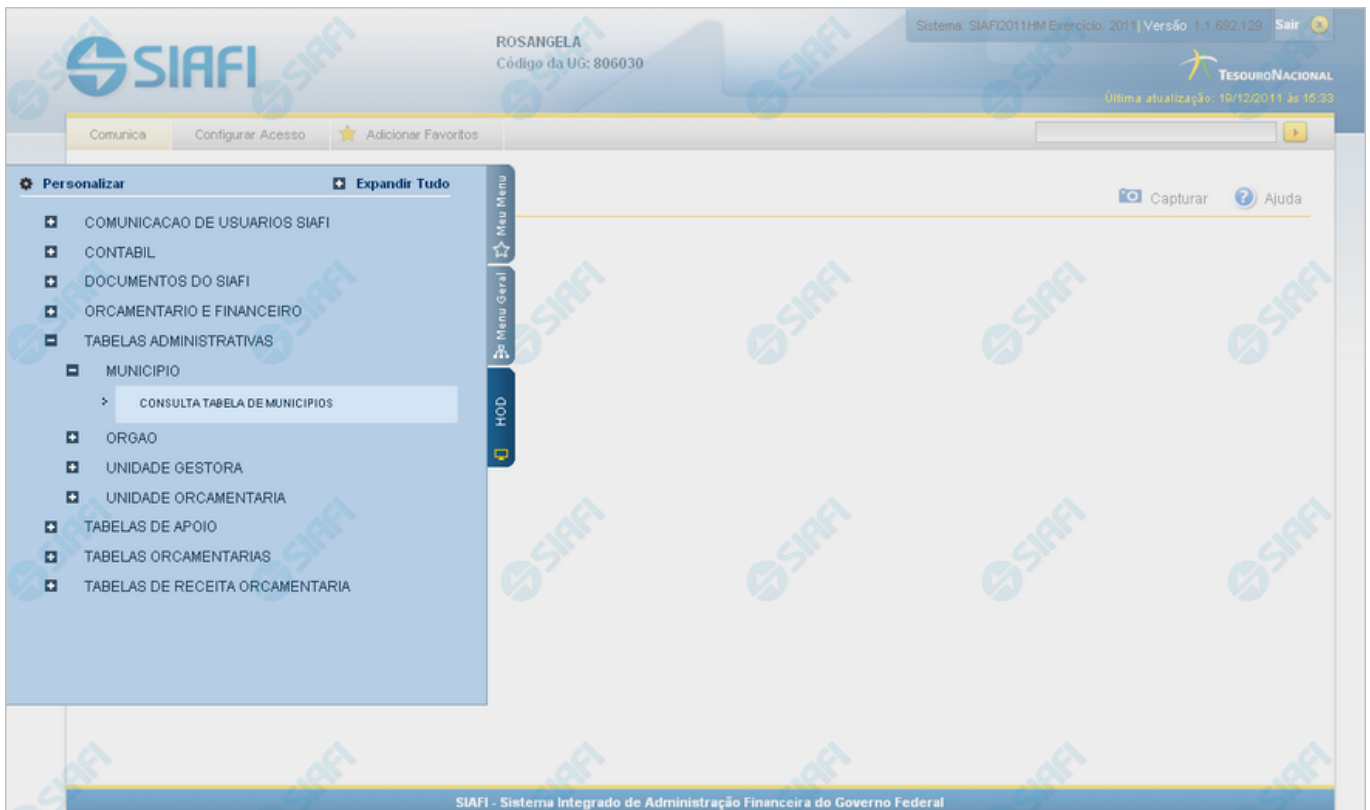 SIAFI
ROSANGELA
Código da UG: 806030
Sistema: SIAFI2011HM Exercício: 2011| Versão 1.1.692.129 Sair
TESOURONACIONAL
Última atualização: 19/12/2011 às 15:33
Comunica Configurar Acesso Adicionar Favoritos
Personalizar Expandir Tudo
Meu Menu
Menu Geral
HOD
Capturar Ajuda
COMUNICACAO DE USUARIOS SIAFI
CONTABIL
DOCUMENTOS DO SIAFI
ORCAMENTARIO E FINANCEIRO
TABELAS ADMINISTRATIVAS
MUNICIPIO
CONSULTA TABELA DE MUNICIPIOS
ORGAO
UNIDADE GESTORA
UNIDADE ORCAMENTARIA
TABELAS DE APOIO
TABELAS ORCAMENTARIAS
TABELAS DE RECEITA ORCAMENTARIA
SIAFI - Sistema Integrado de Administração Financeira do Governo Federal